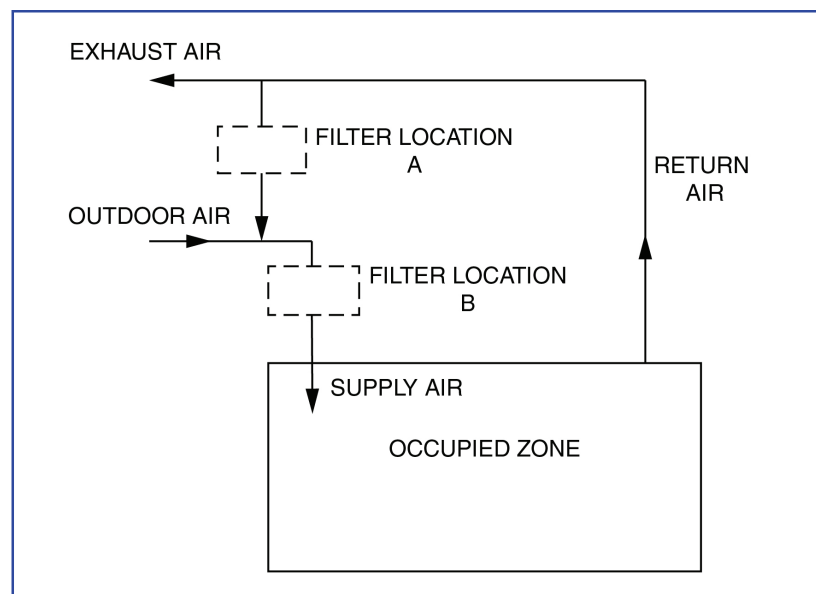 EXHAUST AIR
FILTER LOCATION
A
RETURN
AIR
OUTDOOR AIR
FILTER LOCATION
B
SUPPLY AIR
OCCUPIED ZONE